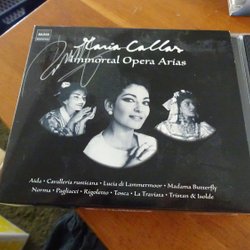 NAXOS
Maria Callas
Immortal Opera Arias
Aida • Cavalleria rusticana • Lucia di Lammermoor • Madama Butterfly
Norma • Pagliacci • Rigoletto • Tosca • La Traviata • Tristan & Isolde